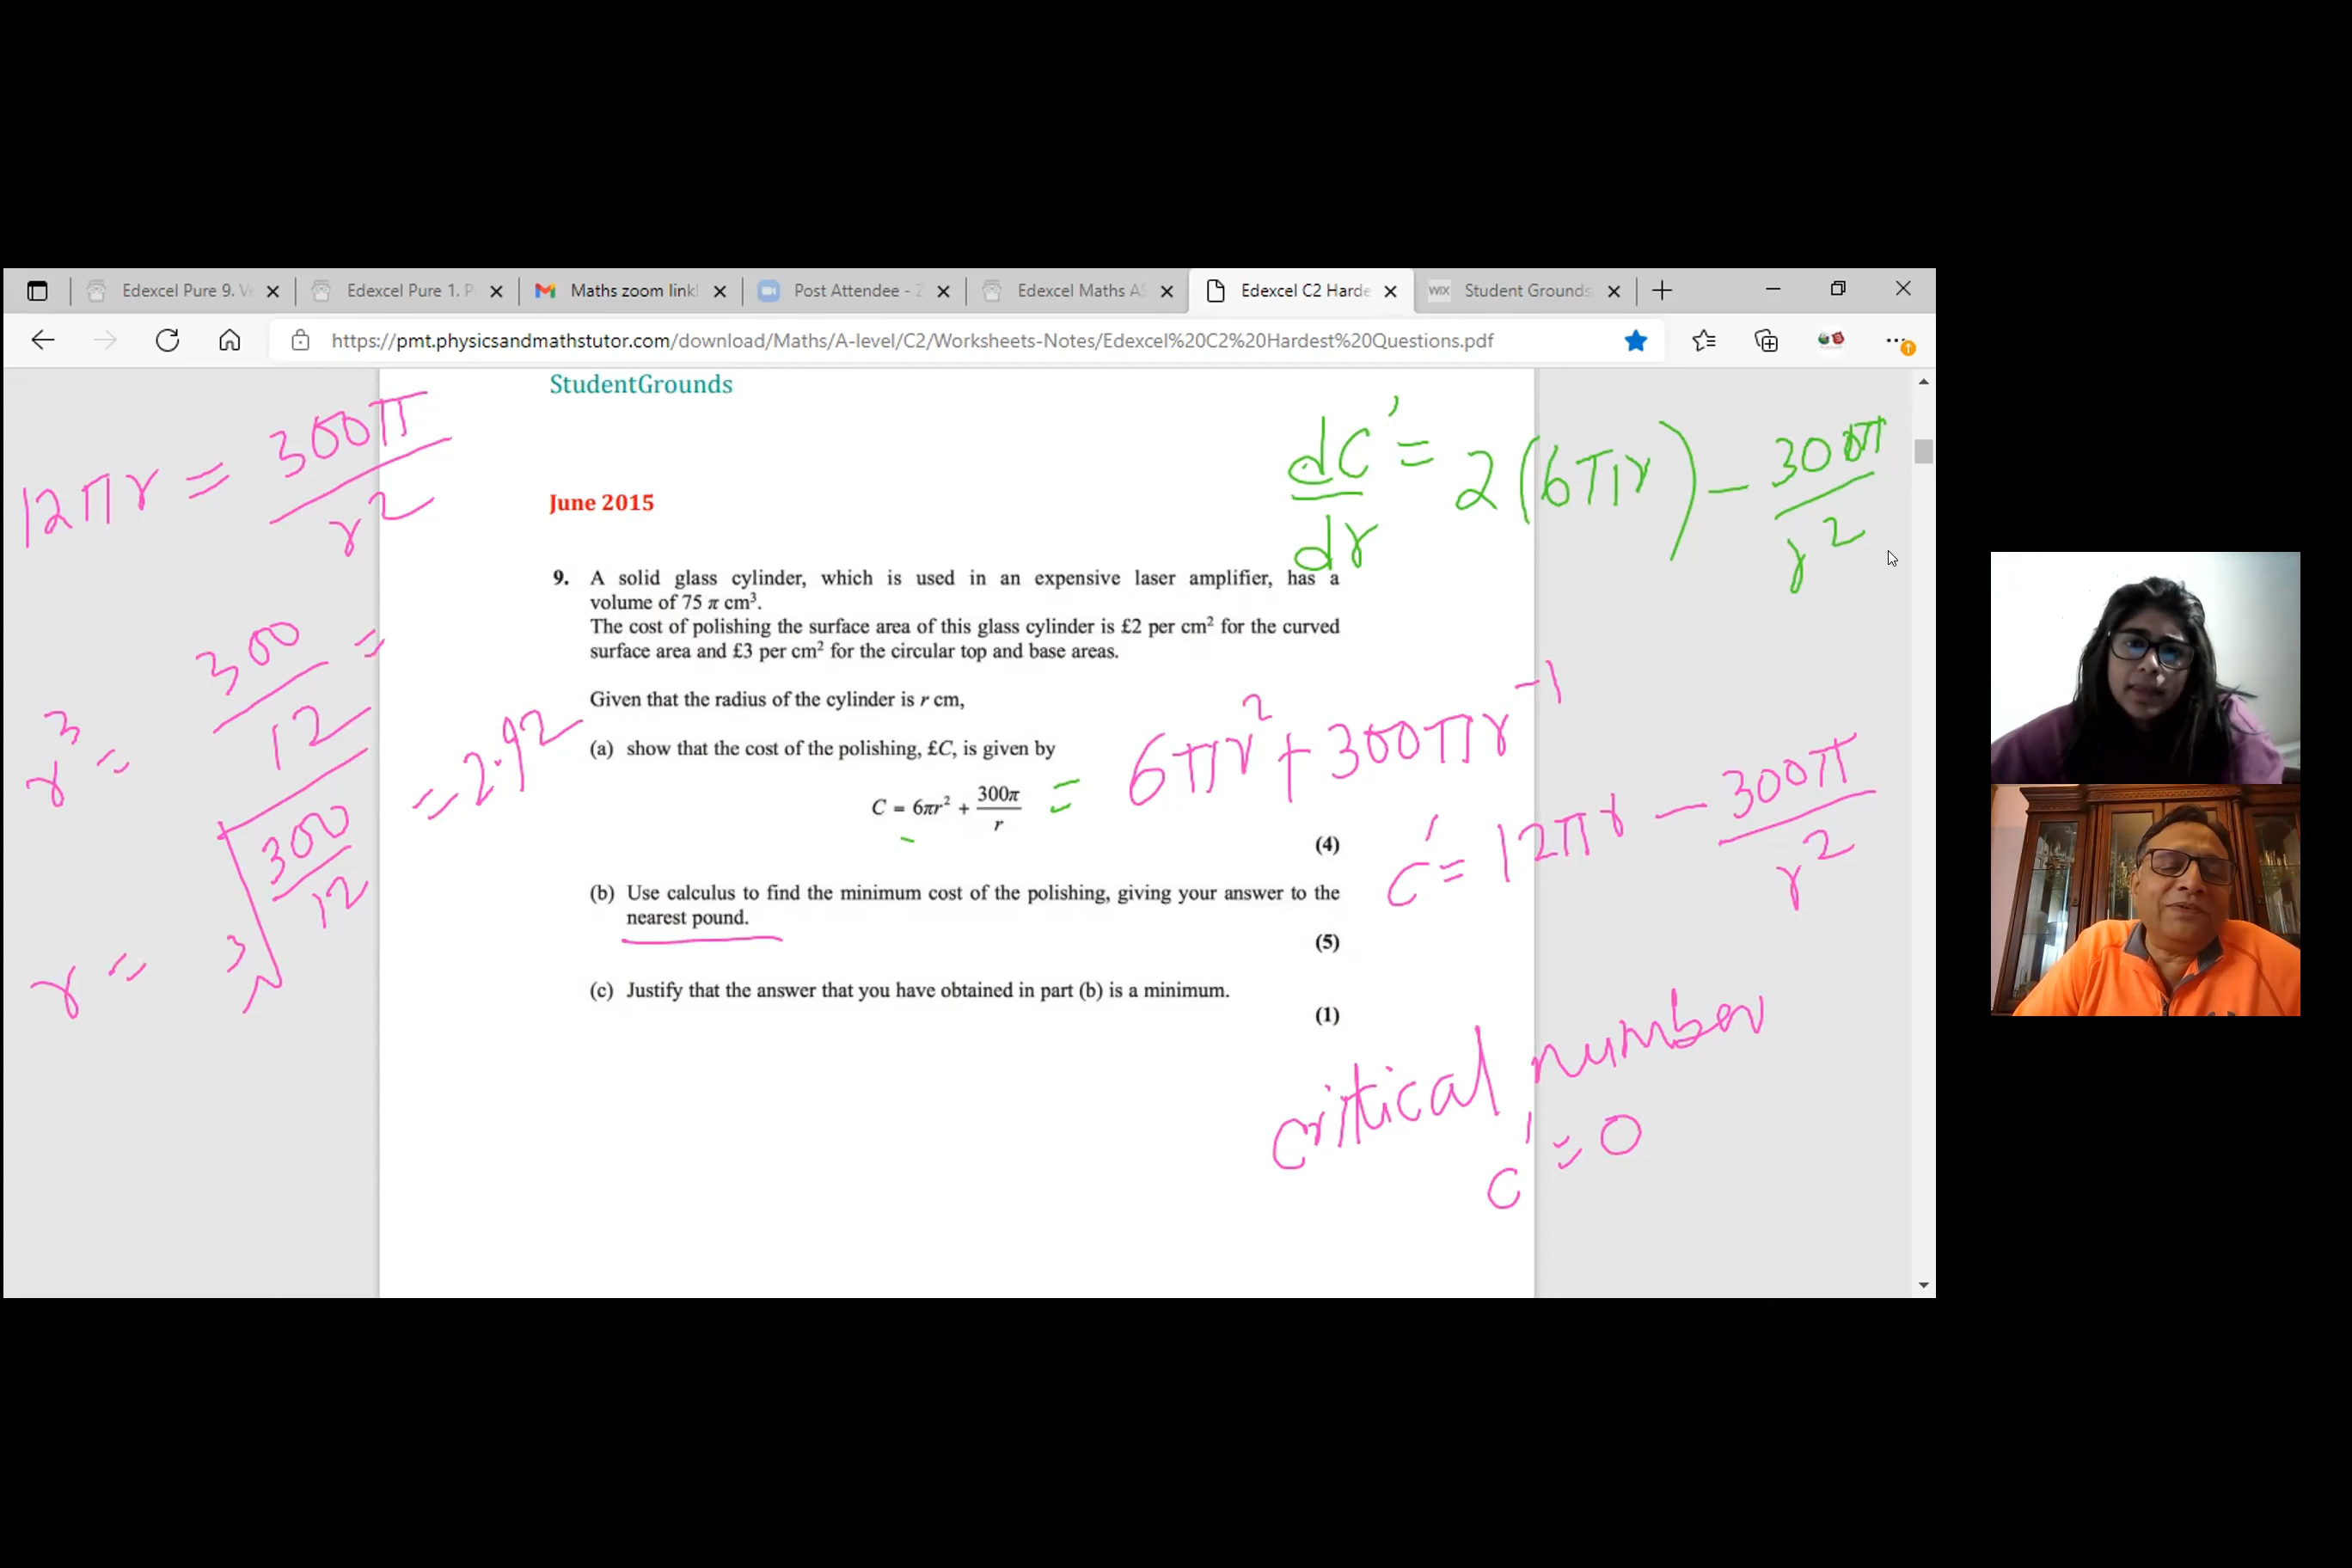 Edexcel Pure 9. V
Edexcel Pure 1. P
Maths zoom link
Post Attendee - Z
Edexcel Maths AS
Edexcel C2 Harde
WIX
Student Grounds
https://pmt.physicsandmathstutor.com/download/Maths/A-level/C2/Worksheets-Notes/Edexcel%20C2%20Hardest%20Questions.pdf
StudentGrounds
12πr = 300π/r²
dC'/dr = 2(6πr) - 300π/r²
June 2015
9. A solid glass cylinder, which is used in an expensive laser amplifier, has a
volume of 75 π cm³.
The cost of polishing the surface area of this glass cylinder is £2 per cm² for the curved
surface area and £3 per cm² for the circular top and base areas.
Given that the radius of the cylinder is r cm,
(a) show that the cost of the polishing, £C, is given by
C = 6πr² + 300π/r = 6πr² + 300πr⁻¹
(4)
r³ = 300/12 =
r = ³√300/12 = 2.92
C' = 12πr - 300π/r²
(b) Use calculus to find the minimum cost of the polishing, giving your answer to the
nearest pound.
(5)
(c) Justify that the answer that you have obtained in part (b) is a minimum.
(1)
critical number
C' = 0